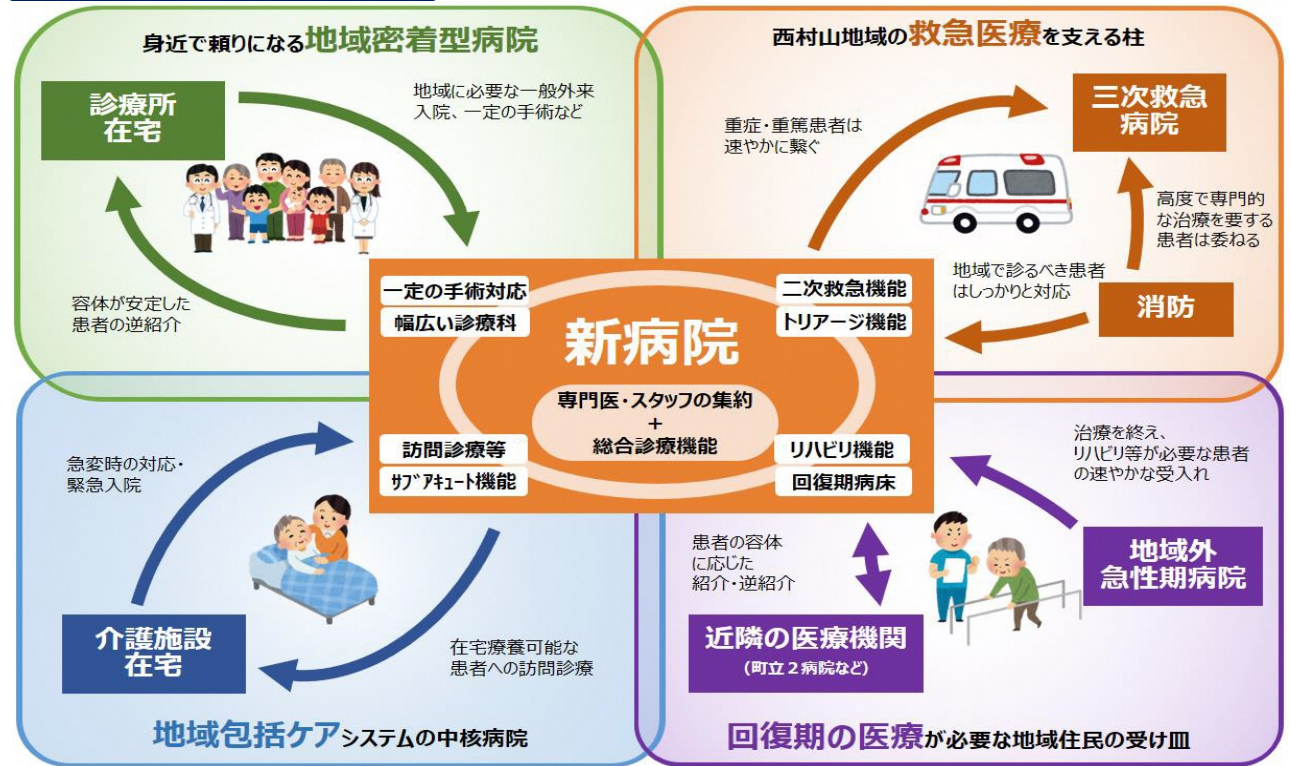 身近で頼りになる地域密着型病院
診療所
在宅
地域に必要な一般外来
入院、一定の手術など
容体が安定した
患者の逆紹介
西村山地域の救急医療を支える柱
三次救急
病院
重症・重篤患者は
速やかに繋ぐ
高度で専門的
な治療を要する
患者は委ねる
地域で診るべき患者
はしっかりと対応
消防
一定の手術対応
幅広い診療科
二次救急機能
トリアージ機能
新病院
専門医・スタッフの集約
+
総合診療機能
訪問診療等
ｻﾌﾞｱｷｭｰﾄ機能
リハビリ機能
回復期病床
急変時の対応・
緊急入院
介護施設
在宅
在宅療養可能な
患者への訪問診療
地域包括ケアシステムの中核病院
治療を終え、
リハビリ等が必要な患者
の速やかな受入れ
患者の容体
に応じた
紹介・逆紹介
地域外
急性期病院
近隣の医療機関
(町立２病院など)
回復期の医療が必要な地域住民の受け皿